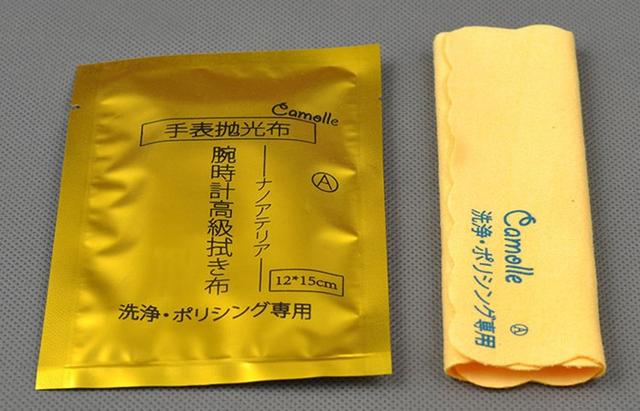 Camolle
手表抛光布
腕時計高級拭き布
ナノアテリア
A
12*15cm
洗浄・ポリシング専用
Camolle
洗浄・ポリシング専用
A